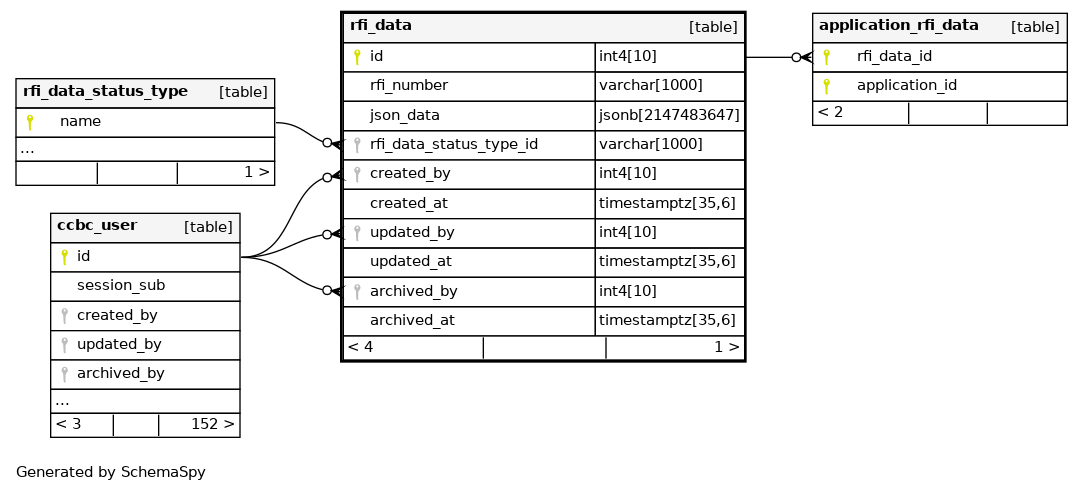 rfi_data_status_type [table]
name
...
1 >
ccbc_user [table]
id
session_sub
created_by
updated_by
archived_by
...
< 3 152 >
rfi_data [table]
id int4[10]
rfi_number varchar[1000]
json_data jsonb[2147483647]
rfi_data_status_type_id varchar[1000]
created_by int4[10]
created_at timestamptz[35,6]
updated_by int4[10]
updated_at timestamptz[35,6]
archived_by int4[10]
archived_at timestamptz[35,6]
< 4 1 >
application_rfi_data [table]
rfi_data_id
application_id
< 2
Generated by SchemaSpy